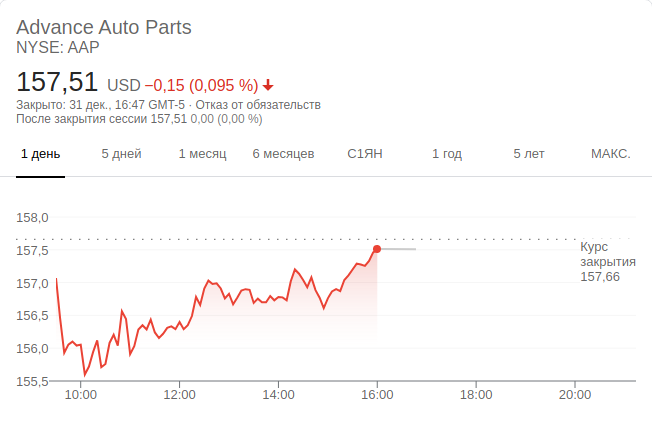 Advance Auto Parts
NYSE: AAP
157,51 USD −0,15 (0,095 %)
Закрыто: 31 дек., 16:47 GMT-5 · Отказ от обязательств
После закрытия сессии 157,51 0,00 (0,00 %)
1 день 5 дней 1 месяц 6 месяцев С1ЯН 1 год 5 лет МАКС.
158,0
157,5
157,0
156,5
156,0
155,5
Курс
закрытия
157,66
10:00 12:00 14:00 16:00 18:00 20:00